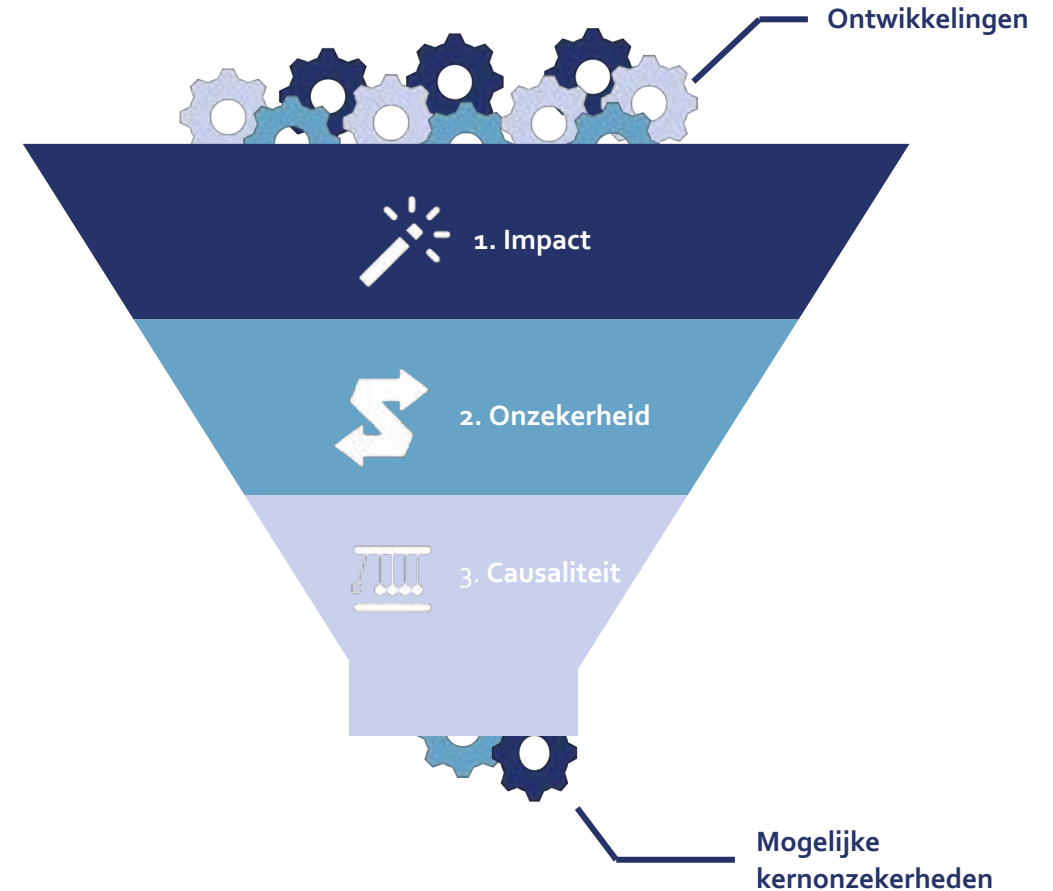 Ontwikkelingen
1. Impact
2. Onzekerheid
3. Causaliteit
Mogelijke
kernonzekerheden